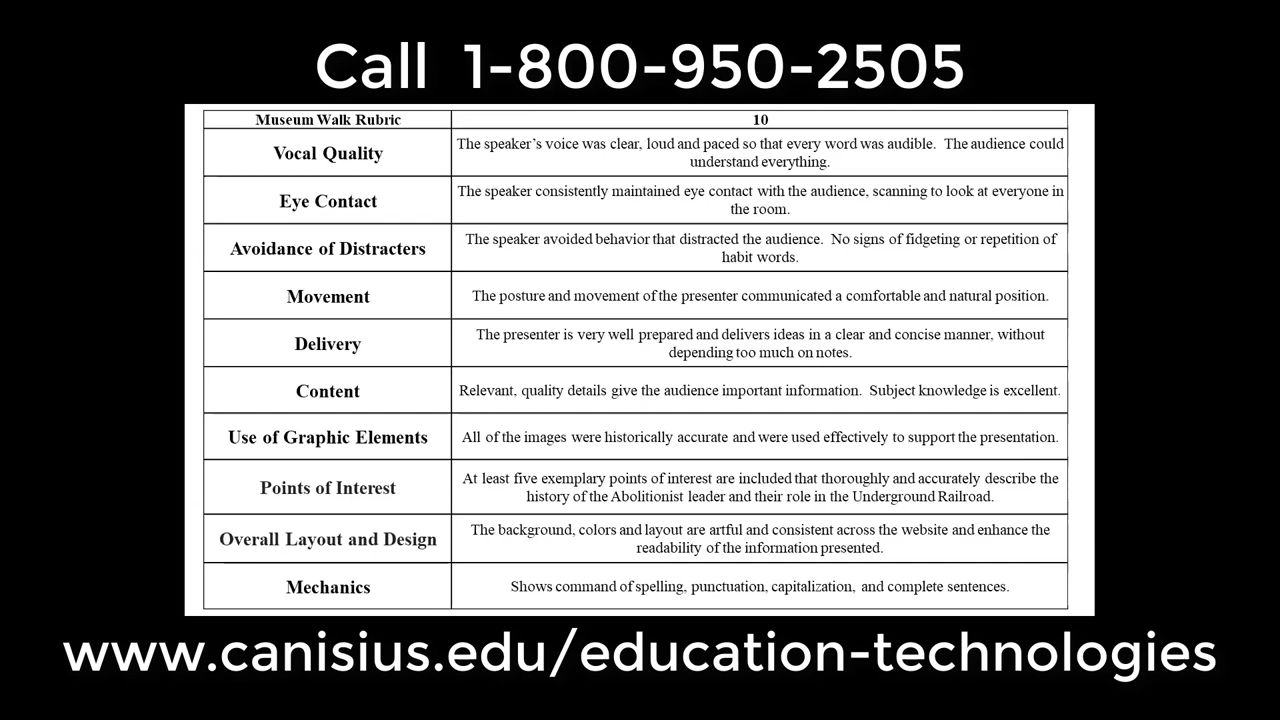 Call 1-800-950-2505
Museum Walk Rubric 10
Vocal Quality
The speaker's voice was clear, loud and paced so that every word was audible. The audience could
understand everything.
Eye Contact
The speaker consistently maintained eye contact with the audience, scanning to look at everyone in
the room.
Avoidance of Distracters
The speaker avoided behavior that distracted the audience. No signs of fidgeting or repetition of
habit words.
Movement
The posture and movement of the presenter communicated a comfortable and natural position.
Delivery
The presenter is very well prepared and delivers ideas in a clear and concise manner, without
depending too much on notes.
Content
Relevant, quality details give the audience important information. Subject knowledge is excellent.
Use of Graphic Elements
All of the images were historically accurate and were used effectively to support the presentation.
Points of Interest
At least five exemplary points of interest are included that thoroughly and accurately describe the
history of the Abolitionist leader and their role in the Underground Railroad.
Overall Layout and Design
The background, colors and layout are artful and consistent across the website and enhance the
readability of the information presented.
Mechanics
Shows command of spelling, punctuation, capitalization, and complete sentences.
www.canisius.edu/education-technologies